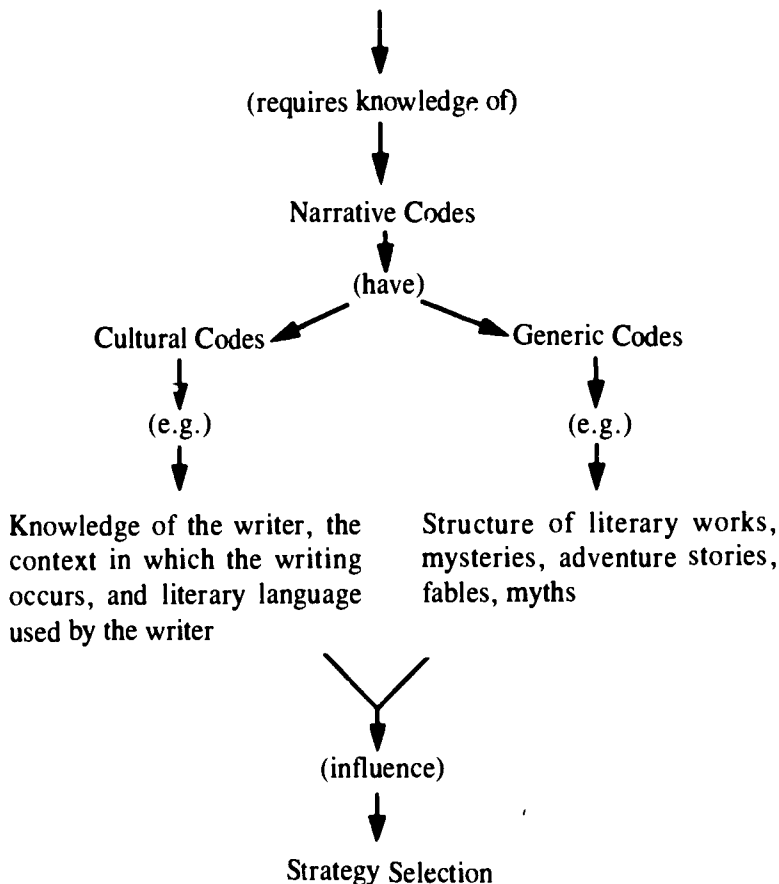 (requires knowledge of)
Narrative Codes
(have)
Cultural Codes
Generic Codes
(e.g.)
(e.g.)
Knowledge of the writer, the
context in which the writing
occurs, and literary language
used by the writer
Structure of literary works,
mysteries, adventure stories,
fables, myths
(influence)
Strategy Selection